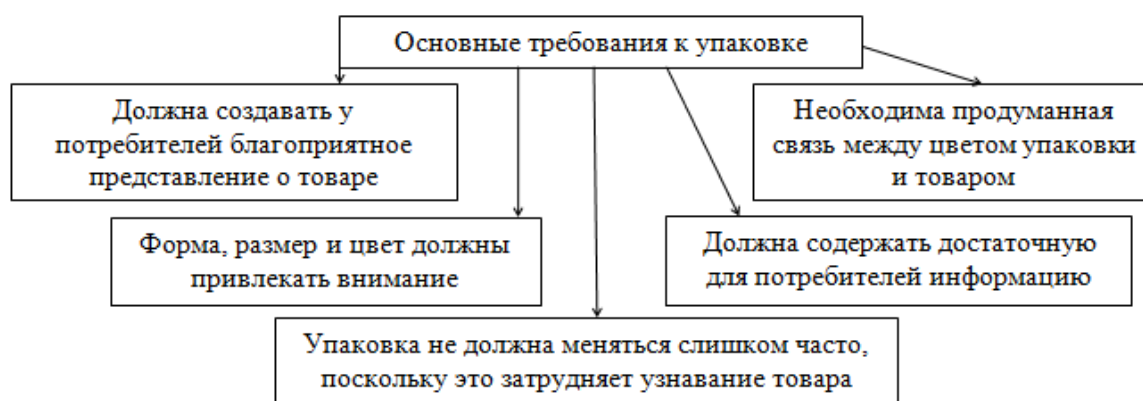 Основные требования к упаковке
Должна создавать у
потребителей благоприятное
представление о товаре
Необходима продуманная
связь между цветом упаковки
и товаром
Форма, размер и цвет должны
привлекать внимание
Должна содержать достаточную
для потребителей информацию
Упаковка не должна меняться слишком часто,
поскольку это затрудняет узнавание товара